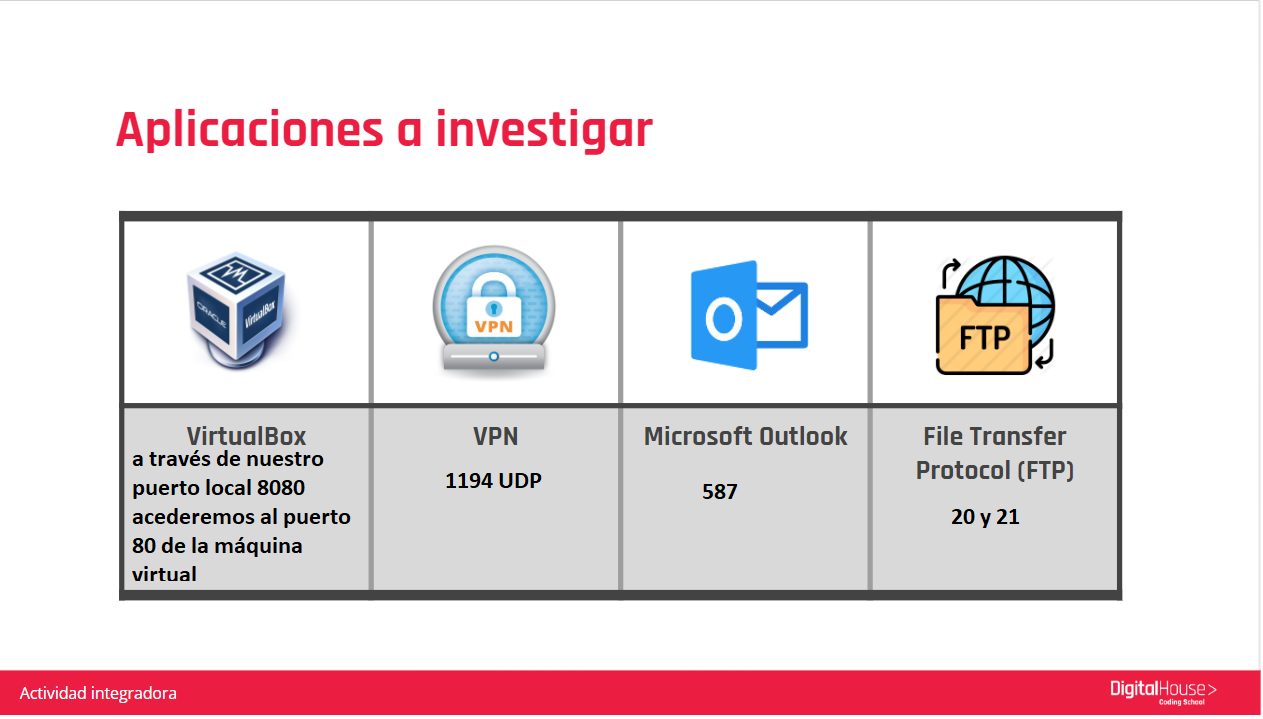 Aplicaciones a investigar
ORACLE
VirtualBox
VPN
FTP
VirtualBox
a través de nuestro
puerto local 8080
acederemos al puerto
80 de la máquina
virtual
VPN
1194 UDP
Microsoft Outlook
587
File Transfer
Protocol (FTP)
20 y 21
Actividad integradora
DigitalHouse>
Coding School